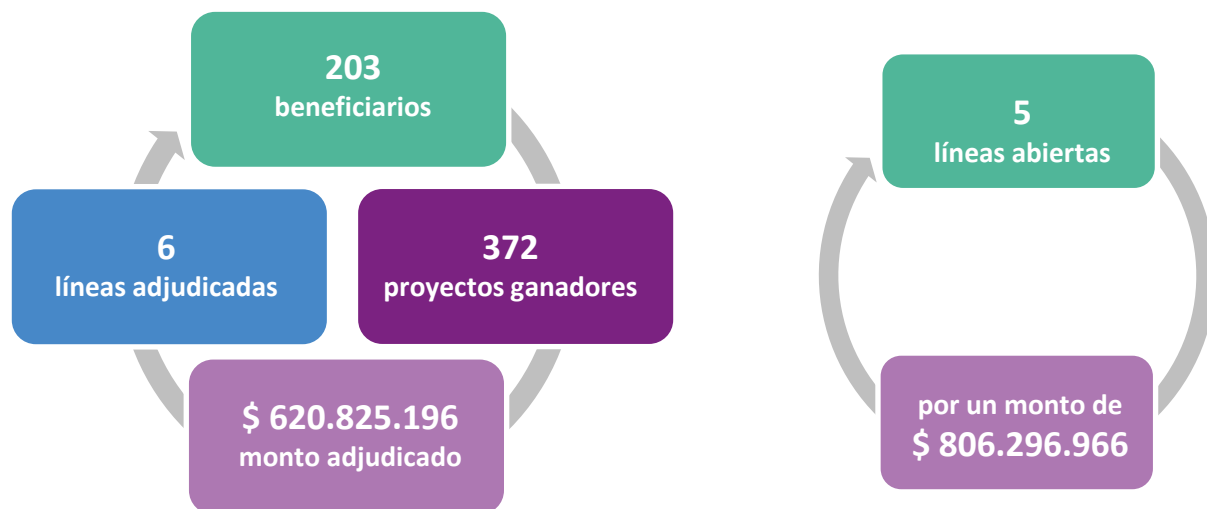 203
beneficiarios
6
líneas adjudicadas
372
proyectos ganadores
$ 620.825.196
monto adjudicado
5
líneas abiertas
por un monto de
$ 806.296.966